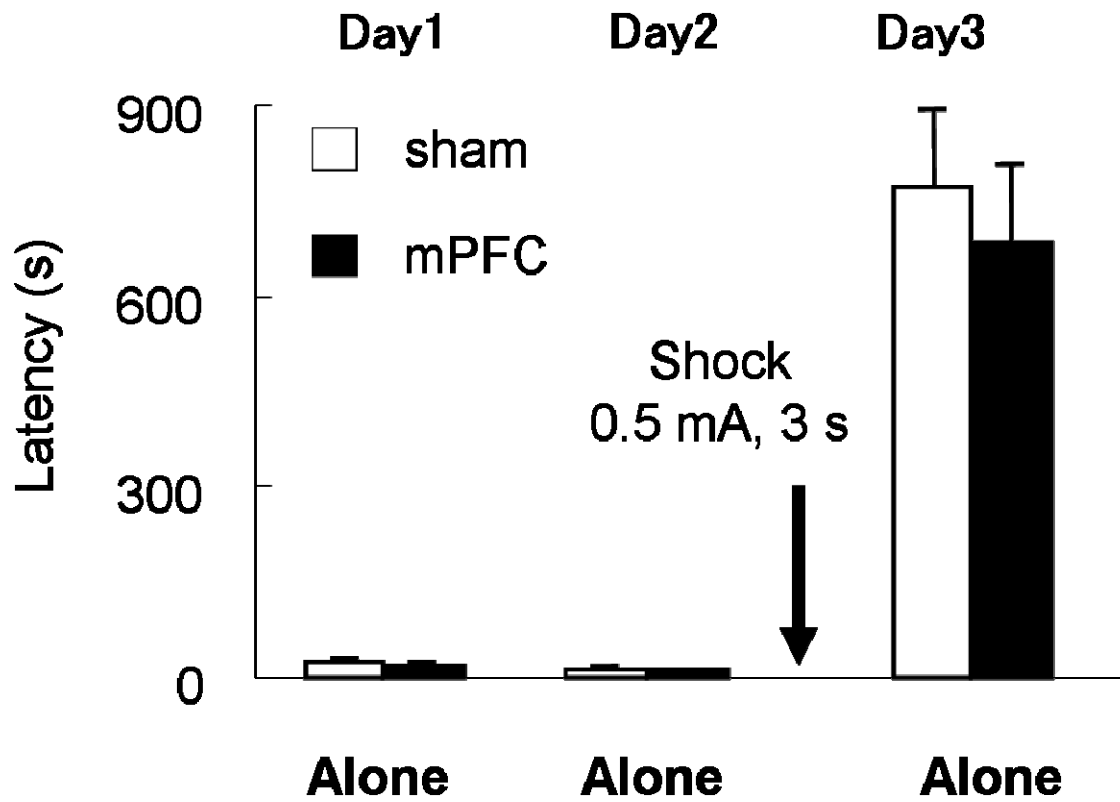 Day1 Day2 Day3
900
sham
mPFC
600
Latency (s)
Shock
0.5 mA, 3 s
300
0
Alone Alone Alone